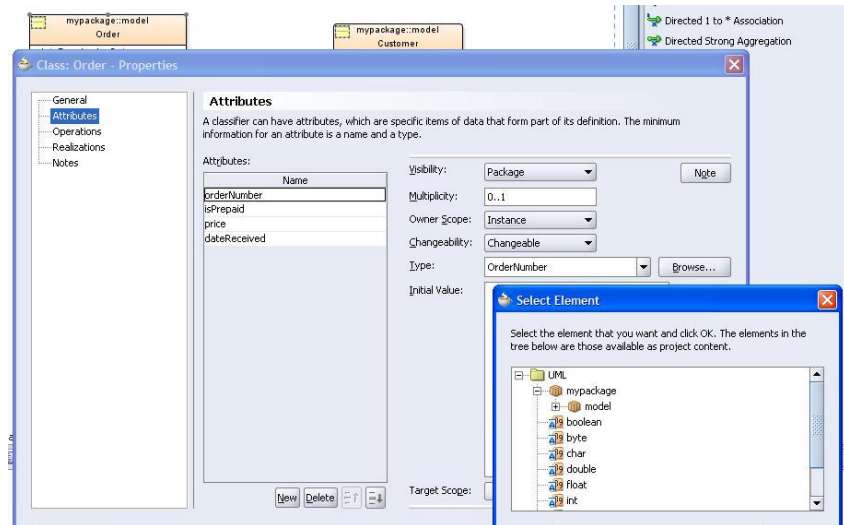 mypackage::model
Order
mypackage::model
Customer
Directed 1 to * Association
Directed Strong Aggregation
Class: Order - Properties
General
Attributes
Operations
Realizations
Notes
Attributes
A classifier can have attributes, which are specific items of data that form part of its definition. The minimum
information for an attribute is a name and a type.
Attributes:
Name
orderNumber
isPrepaid
price
dateReceived
New Delete
Visibility: Package
Note
Multiplicity: 0..1
Owner Scope: Instance
Changeability: Changeable
Type: OrderNumber Browse...
Initial Value:
Target Scope:
Select Element
Select the element that you want and click OK. The elements in the
tree below are those available as project content.
UML
mypackage
model
boolean
byte
char
double
float
int